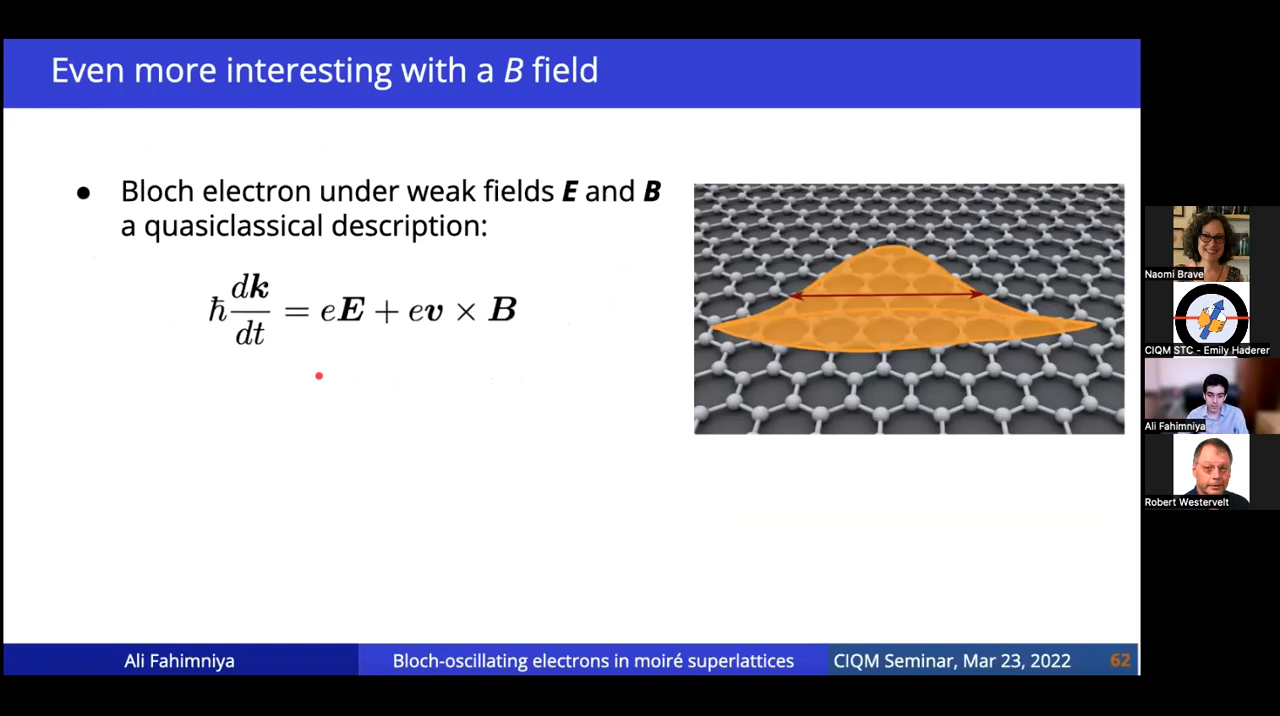 Even more interesting with a B field
● Bloch electron under weak fields E and B
a quasiclassical description:
ħ dk/dt = eE + ev × B
Naomi Brave
CIQM STC - Emily Haderer
Ali Fahimniya
Robert Westervelt
Ali Fahimniya
Bloch-oscillating electrons in moiré superlattices
CIQM Seminar, Mar 23, 2022
62